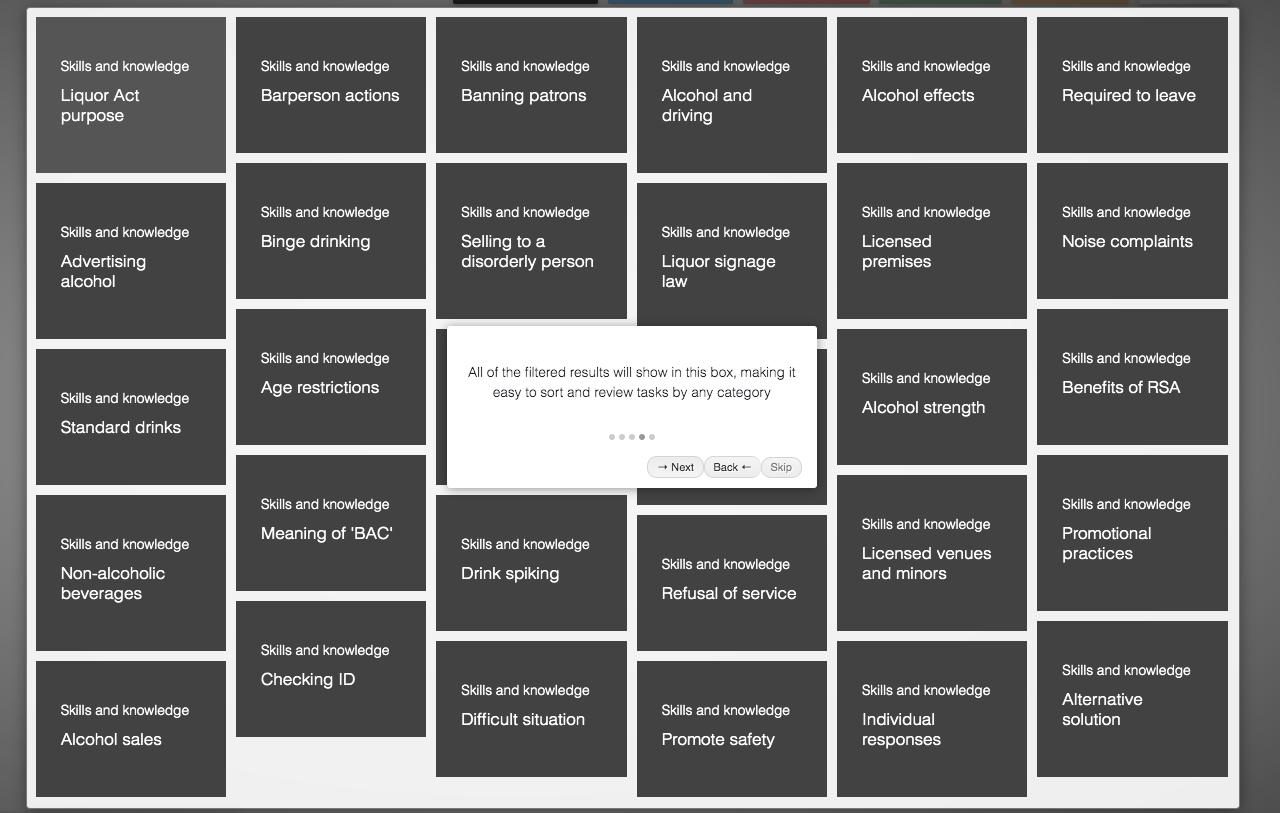 Skills and knowledge
Liquor Act
purpose
Skills and knowledge
Barperson actions
Skills and knowledge
Banning patrons
Skills and knowledge
Alcohol and
driving
Skills and knowledge
Alcohol effects
Skills and knowledge
Required to leave
Skills and knowledge
Advertising
alcohol
Skills and knowledge
Binge drinking
Skills and knowledge
Selling to a
disorderly person
Skills and knowledge
Liquor signage
law
Skills and knowledge
Licensed
premises
Skills and knowledge
Noise complaints
Skills and knowledge
Standard drinks
Skills and knowledge
Age restrictions
All of the filtered results will show in this box, making it
easy to sort and review tasks by any category
→ Next
Back ←
Skip
Skills and knowledge
Alcohol strength
Skills and knowledge
Benefits of RSA
Skills and knowledge
Non-alcoholic
beverages
Skills and knowledge
Meaning of 'BAC'
Skills and knowledge
Drink spiking
Skills and knowledge
Refusal of service
Skills and knowledge
Licensed venues
and minors
Skills and knowledge
Promotional
practices
Skills and knowledge
Alcohol sales
Skills and knowledge
Checking ID
Skills and knowledge
Difficult situation
Skills and knowledge
Promote safety
Skills and knowledge
Individual
responses
Skills and knowledge
Alternative
solution